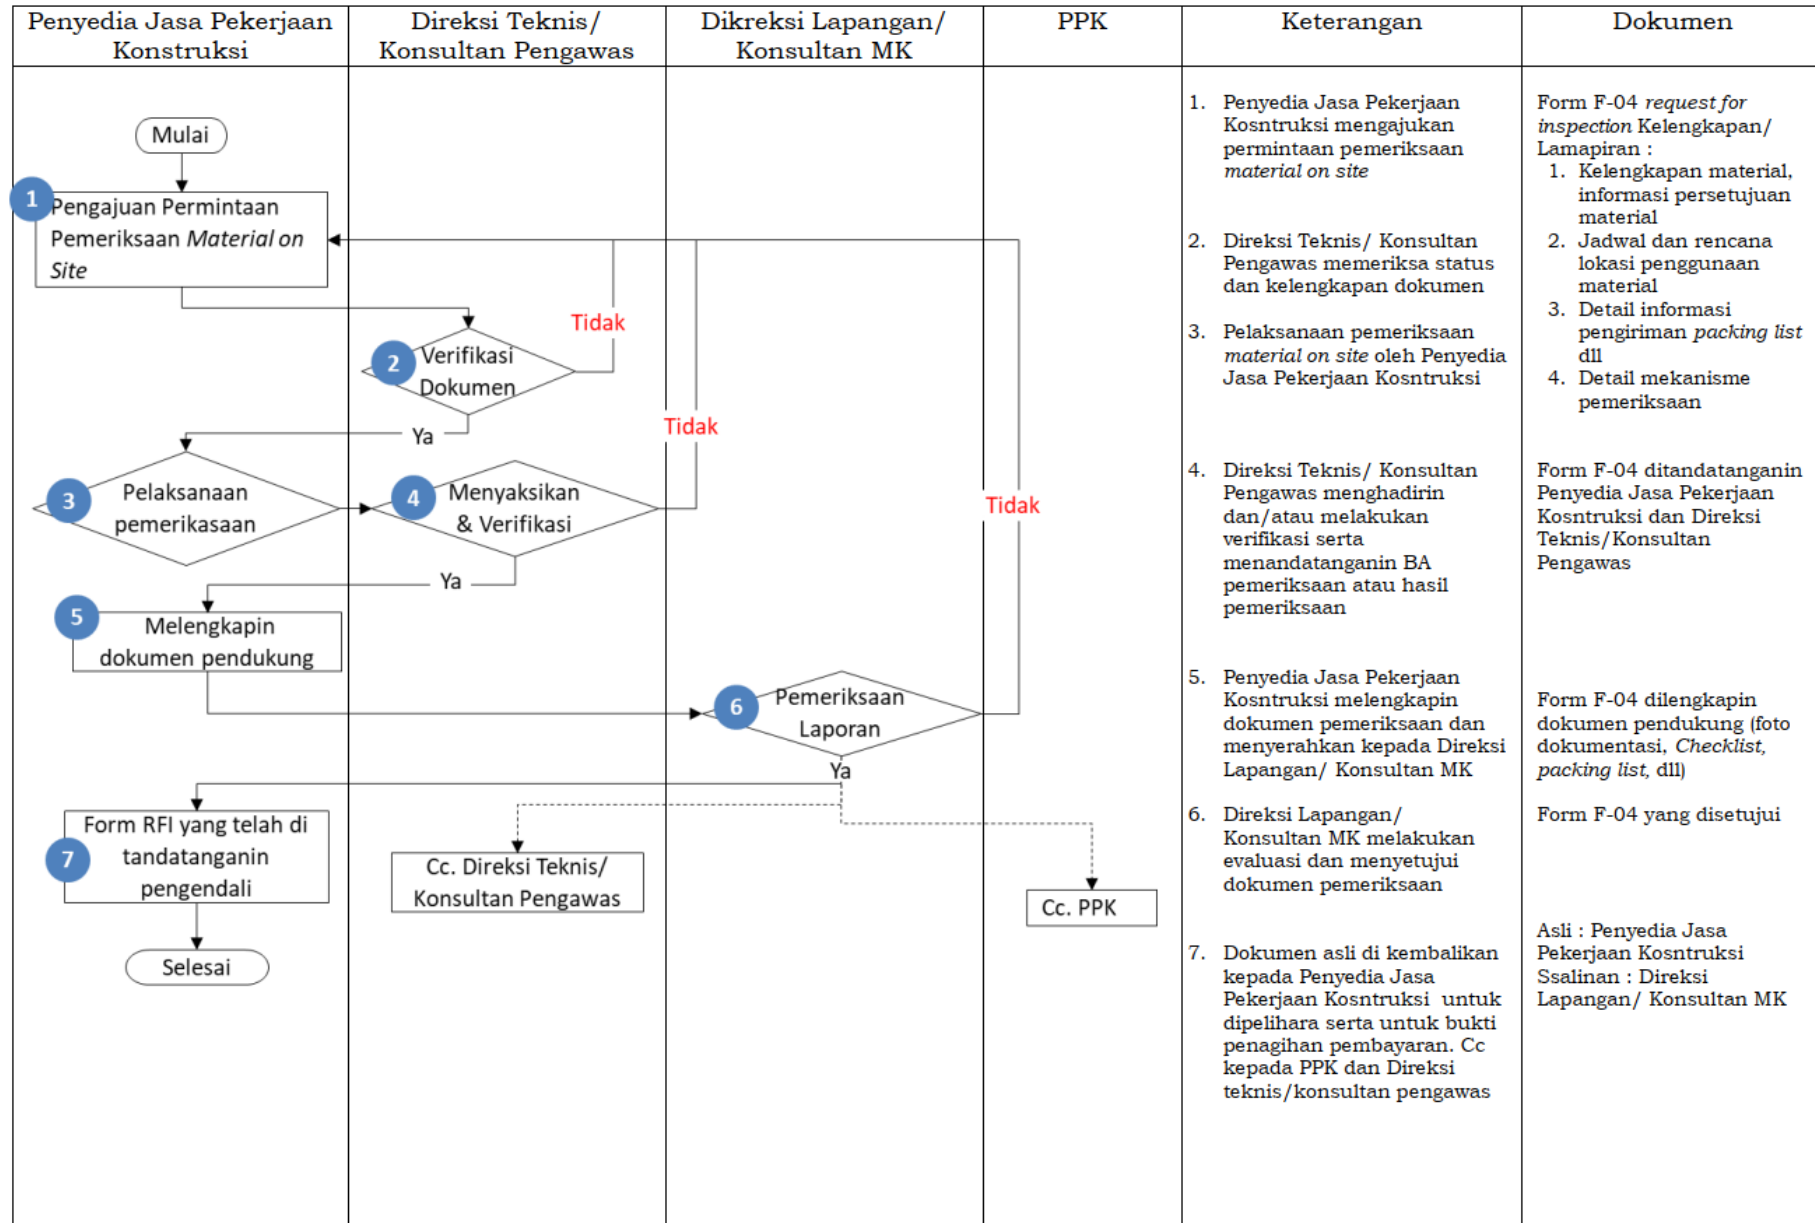 Penyedia Jasa Pekerjaan
Konstruksi
Direksi Teknis/
Konsultan Pengawas
Dikreksi Lapangan/
Konsultan MK
PPK
Keterangan
Dokumen
Mulai
1
Pengajuan Permintaan
Pemeriksaan Material on
Site
2
Verifikasi
Dokumen
Tidak
Ya
3
Pelaksanaan
pemerikasaan
4
Menyaksikan
& Verifikasi
Tidak
Ya
5
Melengkapin
dokumen pendukung
6
Pemeriksaan
Laporan
Tidak
Ya
7
Form RFI yang telah di
tandatanganin
pengendali
Cc. Direksi Teknis/
Konsultan Pengawas
Cc. PPK
Selesai
1. Penyedia Jasa Pekerjaan
Kosntruksi mengajukan
permintaan pemeriksaan
material on site
2. Direksi Teknis/ Konsultan
Pengawas memeriksa status
dan kelengkapan dokumen
3. Pelaksanaan pemeriksaan
material on site oleh Penyedia
Jasa Pekerjaan Kosntruksi
4. Direksi Teknis/ Konsultan
Pengawas menghadirin
dan/atau melakukan
verifikasi serta
menandatanganin BA
pemeriksaan atau hasil
pemeriksaan
5. Penyedia Jasa Pekerjaan
Kosntruksi melengkapin
dokumen pemeriksaan dan
menyerahkan kepada Direksi
Lapangan/ Konsultan MK
6. Direksi Lapangan/
Konsultan MK melakukan
evaluasi dan menyetujui
dokumen pemeriksaan
7. Dokumen asli di kembalikan
kepada Penyedia Jasa
Pekerjaan Kosntruksi untuk
dipelihara serta untuk bukti
penagihan pembayaran. Cc
kepada PPK dan Direksi
teknis/konsultan pengawas
Form F-04 request for
inspection Kelengkapan/
Lamapiran :
1. Kelengkapan material,
informasi persetujuan
material
2. Jadwal dan rencana
lokasi penggunaan
material
3. Detail informasi
pengiriman packing list
dll
4. Detail mekanisme
pemeriksaan
Form F-04 ditandatanganin
Penyedia Jasa Pekerjaan
Kosntruksi dan Direksi
Teknis/Konsultan
Pengawas
Form F-04 dilengkapin
dokumen pendukung (foto
dokumentasi, Checklist,
packing list, dll)
Form F-04 yang disetujui
Asli : Penyedia Jasa
Pekerjaan Kosntruksi
Ssalinan : Direksi
Lapangan/ Konsultan MK